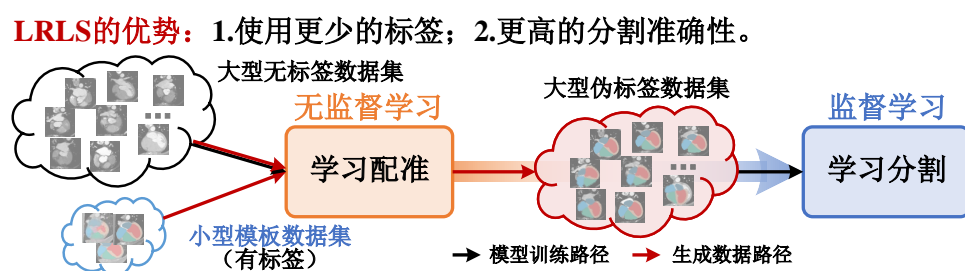 LRLS的优势：1.使用更少的标签；2.更高的分割准确性。
大型无标签数据集
无监督学习
学习配准
小型模板数据集
（有标签）
大型伪标签数据集
监督学习
学习分割
模型训练路径
生成数据路径